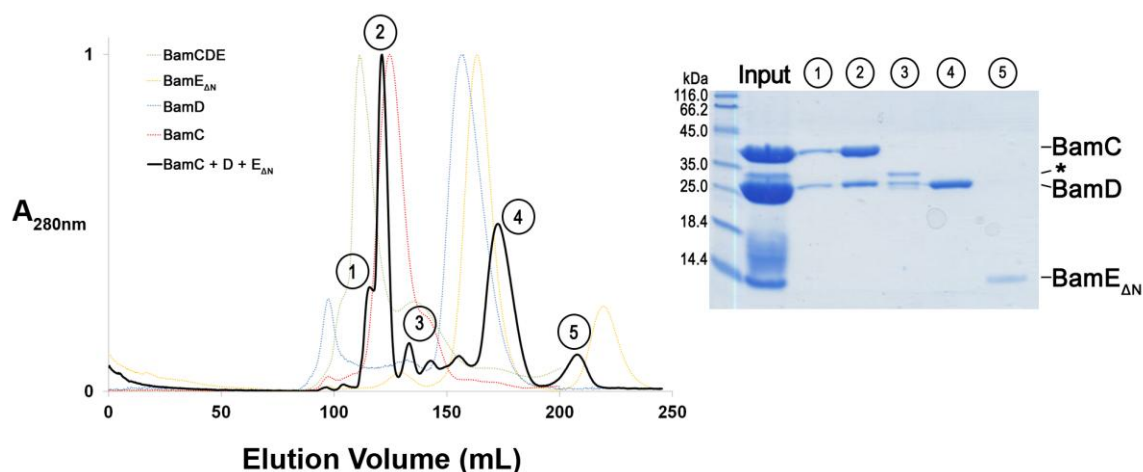 1
A280nm
0
BamCDE
BamEΔN
BamD
BamC
BamC + D + EΔN
1
2
3
4
5
0 50 100 150 200 250
Elution Volume (mL)
kDa Input 1 2 3 4 5
116.0
66.2
45.0
35.0
25.0
18.4
14.4
BamC
*
BamD
BamEΔN